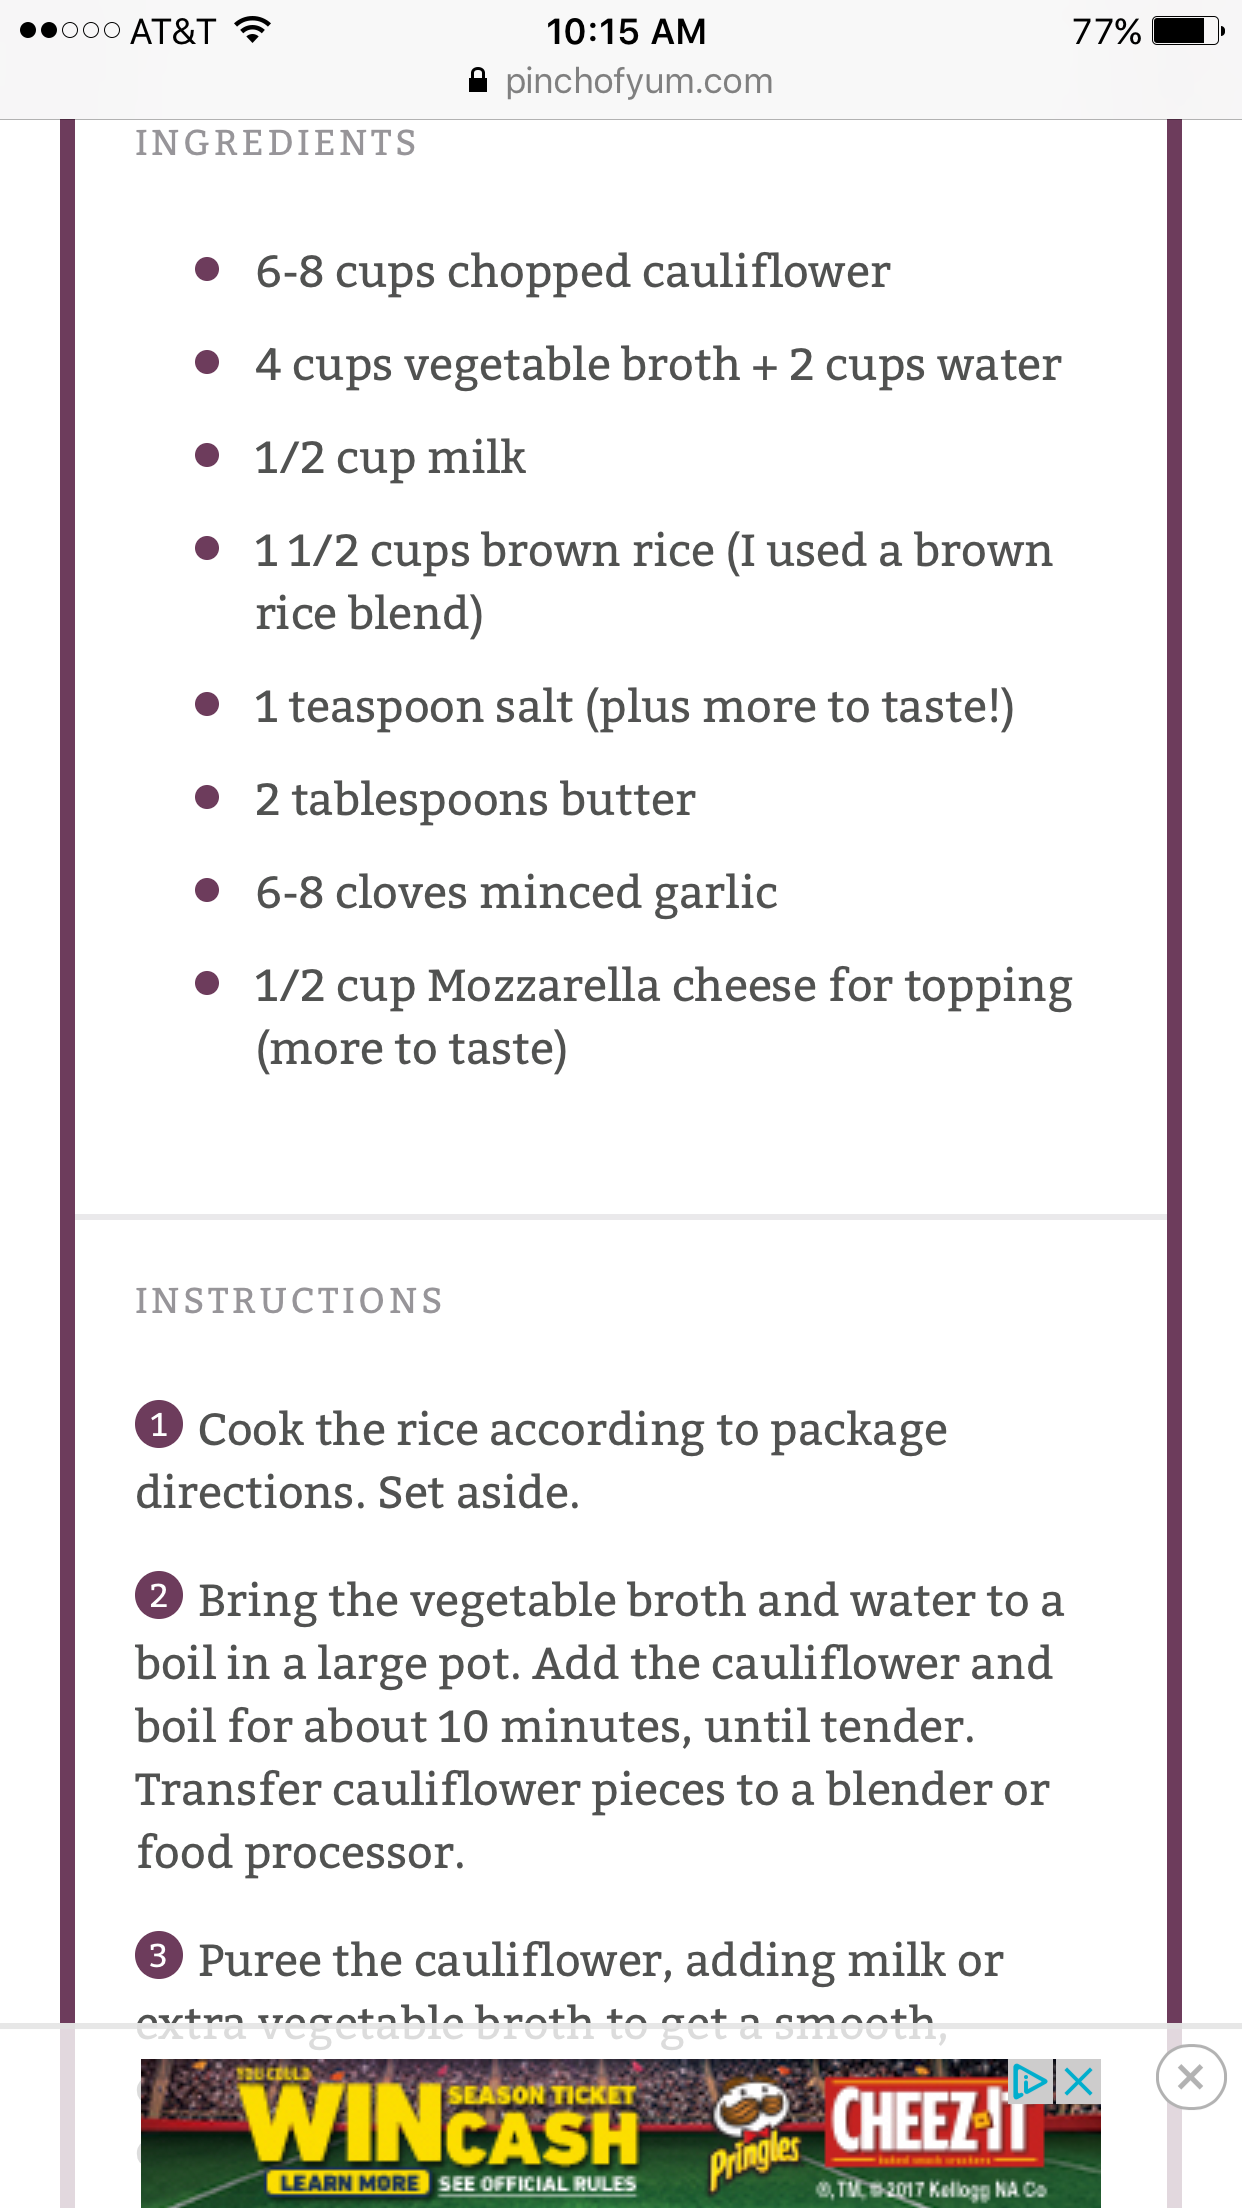 AT&T 10:15 AM 77%
pinchofyum.com
INGREDIENTS
6-8 cups chopped cauliflower
4 cups vegetable broth + 2 cups water
1/2 cup milk
1 1/2 cups brown rice (I used a brown
rice blend)
1 teaspoon salt (plus more to taste!)
2 tablespoons butter
6-8 cloves minced garlic
1/2 cup Mozzarella cheese for topping
(more to taste)
INSTRUCTIONS
1 Cook the rice according to package
directions. Set aside.
2 Bring the vegetable broth and water to a
boil in a large pot. Add the cauliflower and
boil for about 10 minutes, until tender.
Transfer cauliflower pieces to a blender or
food processor.
3 Puree the cauliflower, adding milk or
extra vegetable broth to get a smooth,
YOU COULD
WIN SEASON TICKET
CASH
LEARN MORE SEE OFFICIAL RULES
Pringles
CHEEZ-IT
baked snack crackers
®, TM, © 2017 Kellogg NA Co